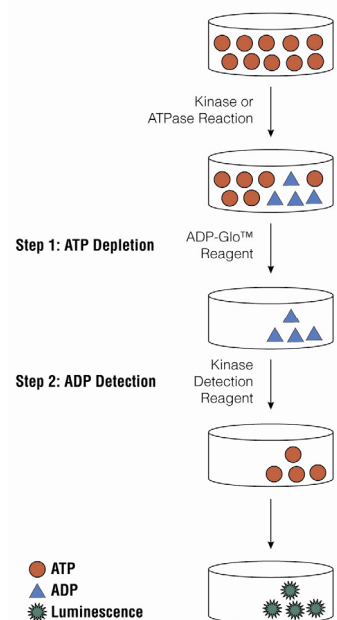 Kinase or
ATPase Reaction
Step 1: ATP Depletion
ADP-Glo™
Reagent
Step 2: ADP Detection
Kinase
Detection
Reagent
ATP
ADP
Luminescence